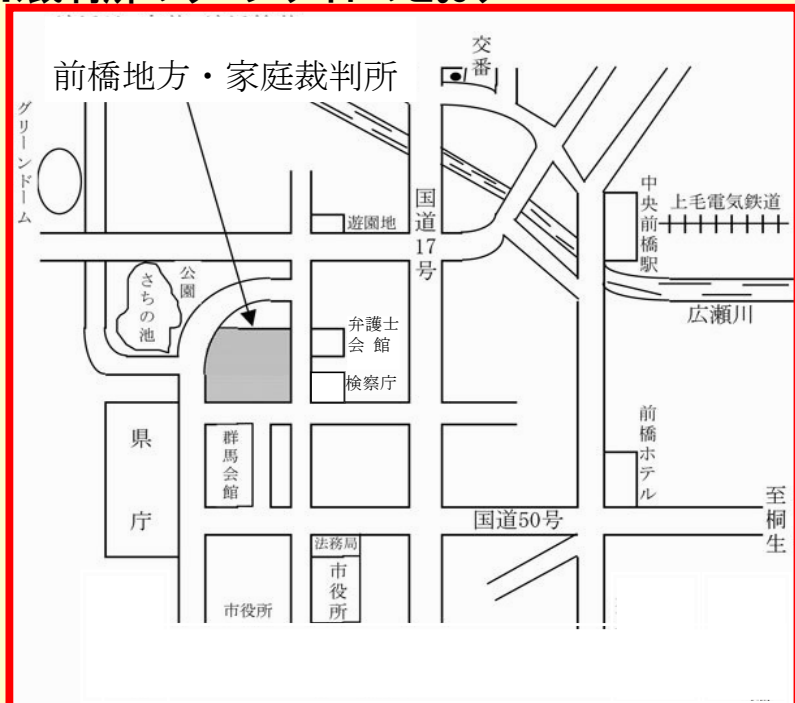 前橋地方・家庭裁判所
交番
グリーンドーム
遊園地
国道17号
中央前橋駅
上毛電気鉄道
公園
さちの池
広瀬川
弁護士
会館
検察庁
県庁
群馬会館
前橋ホテル
国道50号
至桐生
法務局
市役所
市役所